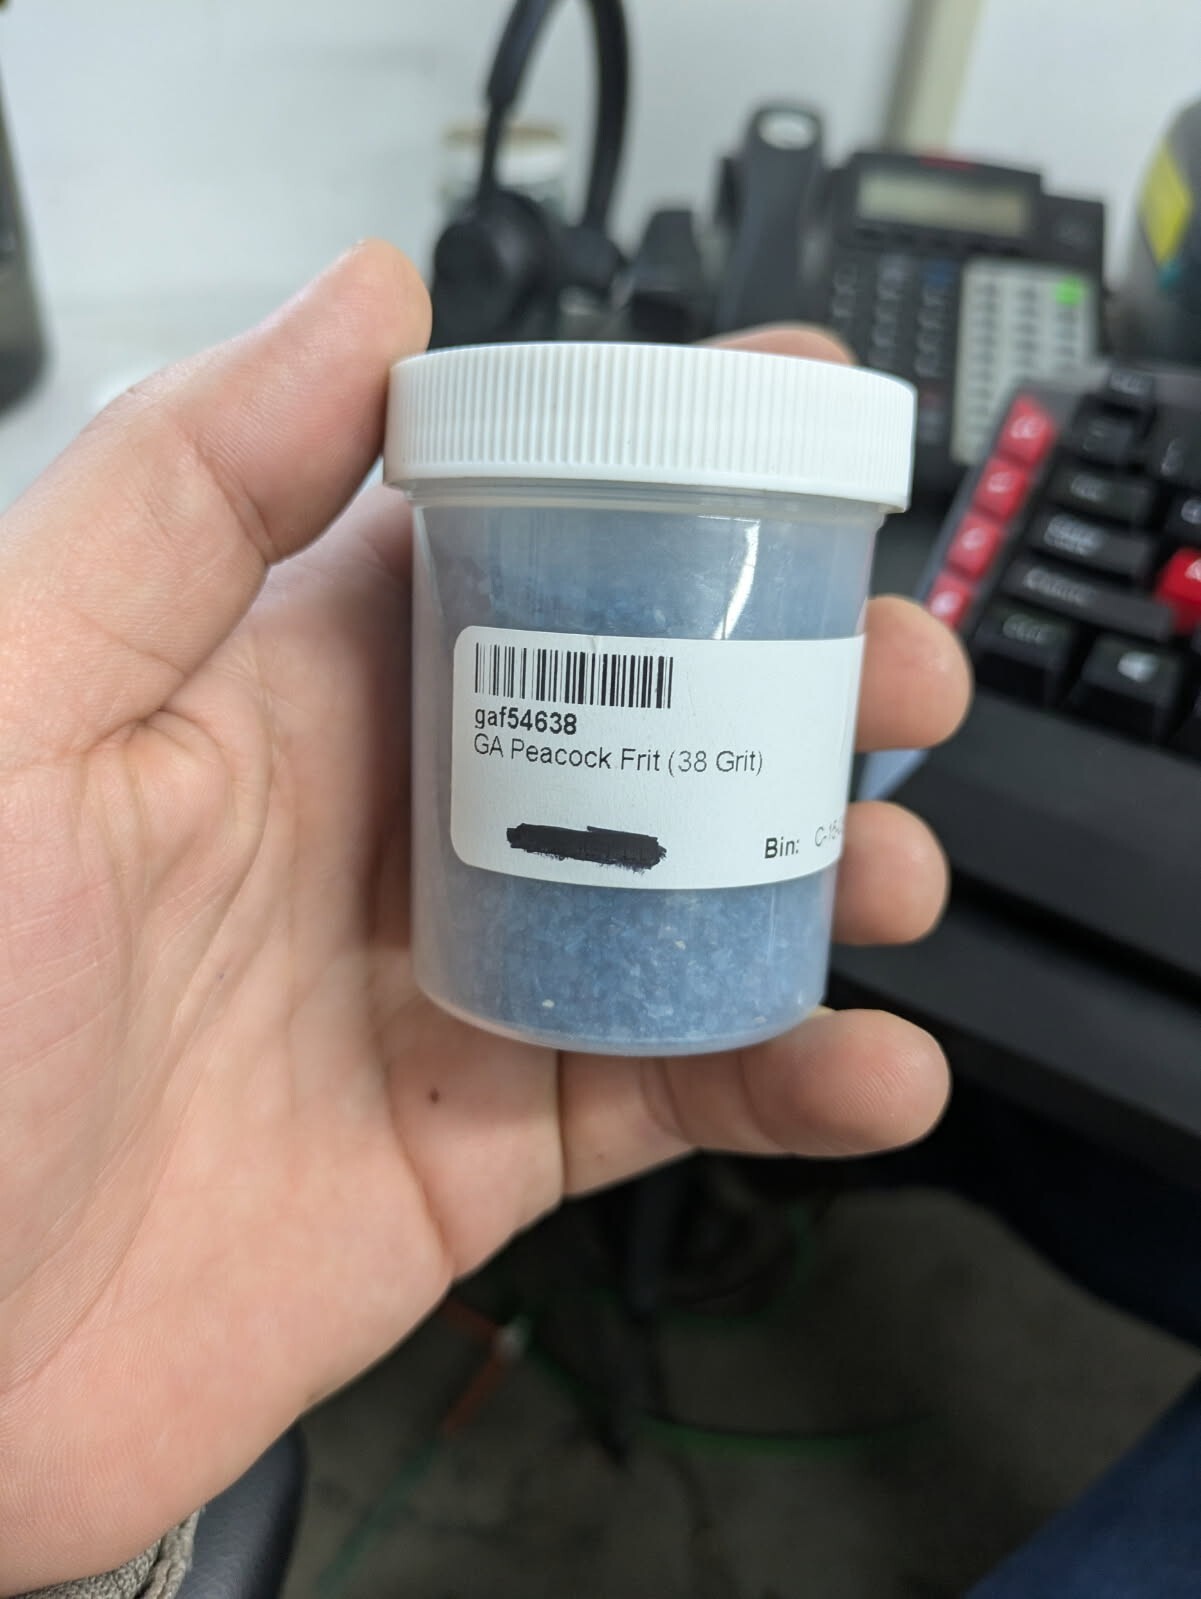 gaf54638
GA Peacock Frit (38 Grit)
Bin: